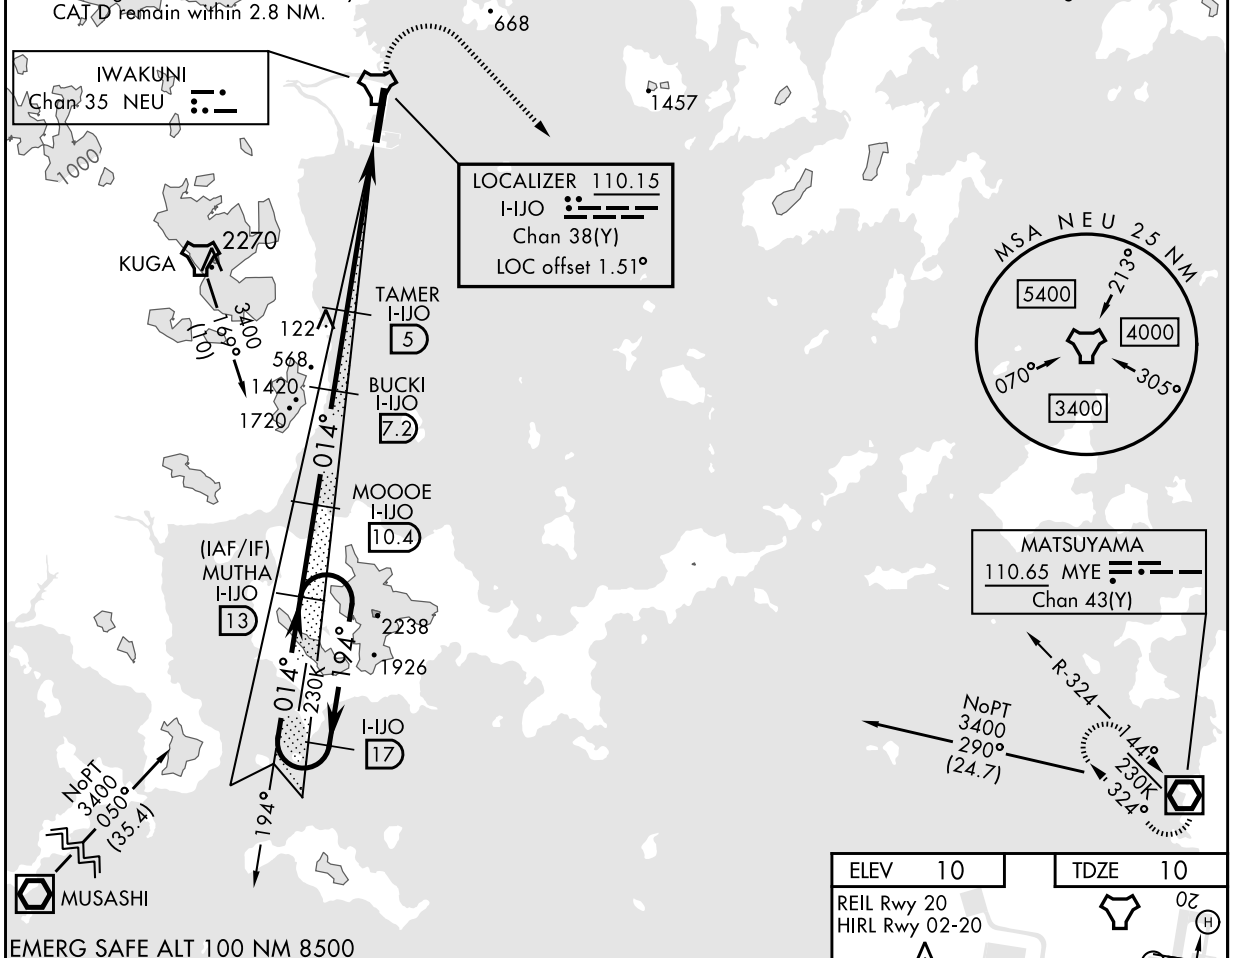 CAT D remain within 2.8 NM.
668
IWAKUNI
Chan 35 NEU
1457
1000
LOCALIZER 110.15
I-IJO
Chan 38(Y)
LOC offset 1.51°
2270
KUGA
3400
169°
(10)
TAMER
I-IJO
5
122
568
1420
1720
BUCKI
I-IJO
7.2
014°
MOOOE
I-IJO
10.4
(IAF/IF)
MUTHA
I-IJO
13
2238
1926
014°
230K
194°
I-IJO
17
194°
MSA NEU 25 NM
213°
5400
4000
070°
305°
3400
MATSUYAMA
110.65 MYE
Chan 43(Y)
R-324
NoPT
3400
290°
(24.7)
144°
230K
324°
NoPT
3400
050°
(35.4)
MUSASHI
EMERG SAFE ALT 100 NM 8500
ELEV 10
TDZE 10
REIL Rwy 20
HIRL Rwy 02-20
20
H